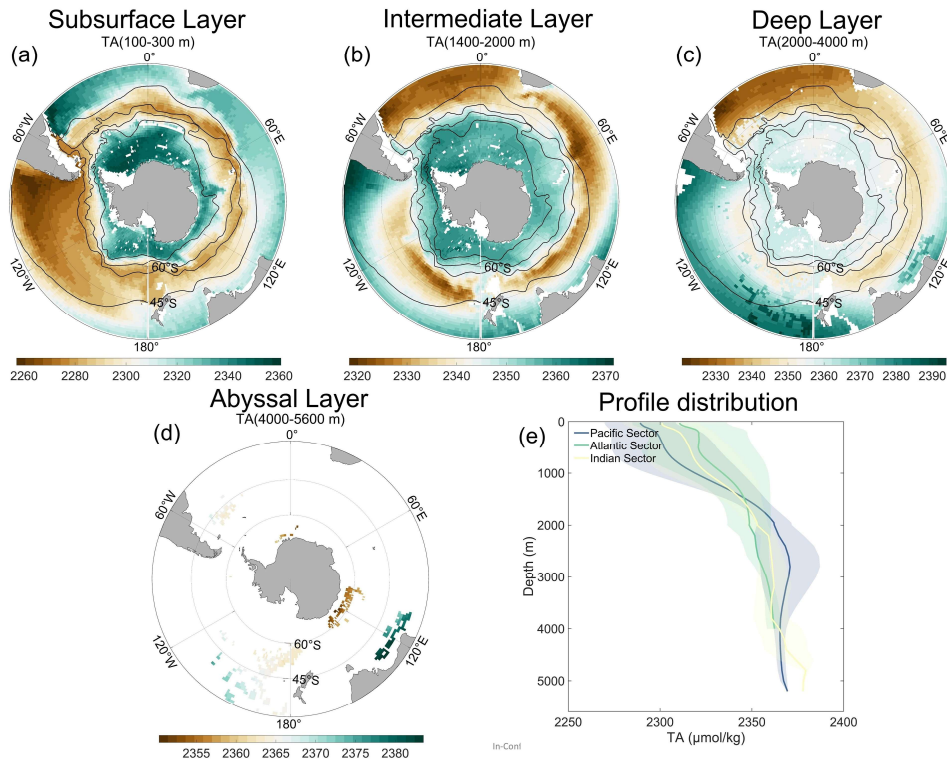 Subsurface Layer
TA(100-300 m)
(a)
0°
60°W
60°E
120°W
120°E
60°S
45°S
180°
2260 2280 2300 2320 2340 2360
Intermediate Layer
TA(1400-2000 m)
(b)
0°
60°W
60°E
120°W
120°E
60°S
45°S
180°
2320 2330 2340 2350 2360 2370
Deep Layer
TA(2000-4000 m)
(c)
0°
60°W
60°E
120°W
120°E
60°S
45°S
180°
2330 2340 2350 2360 2370 2380 2390
Abyssal Layer
TA(4000-5600 m)
(d)
0°
60°W
60°E
120°W
120°E
60°S
45°S
180°
2355 2360 2365 2370 2375 2380
Profile distribution
(e)
Pacific Sector
Atlantic Sector
Indian Sector
0
1000
2000
3000
4000
5000
Depth (m)
2250 2300 2350 2400
TA (μmol/kg)
In-Conf